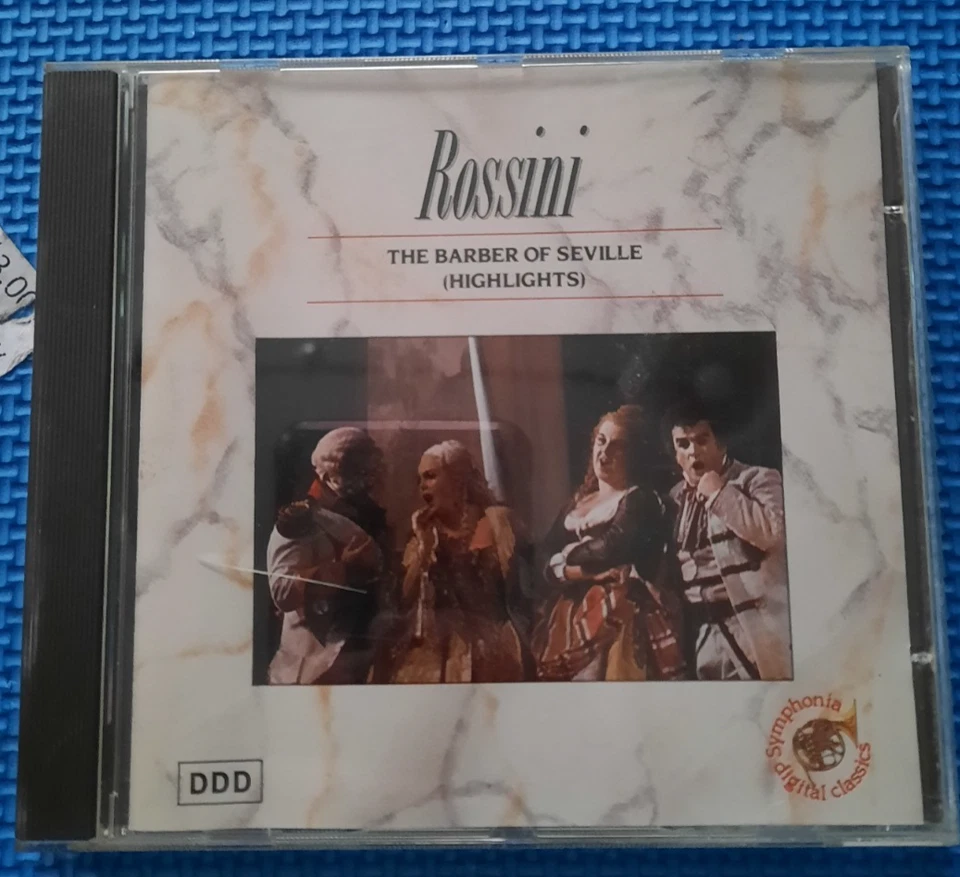 Rossini
THE BARBER OF SEVILLE
(HIGHLIGHTS)
DDD
Symphonia
digital classics